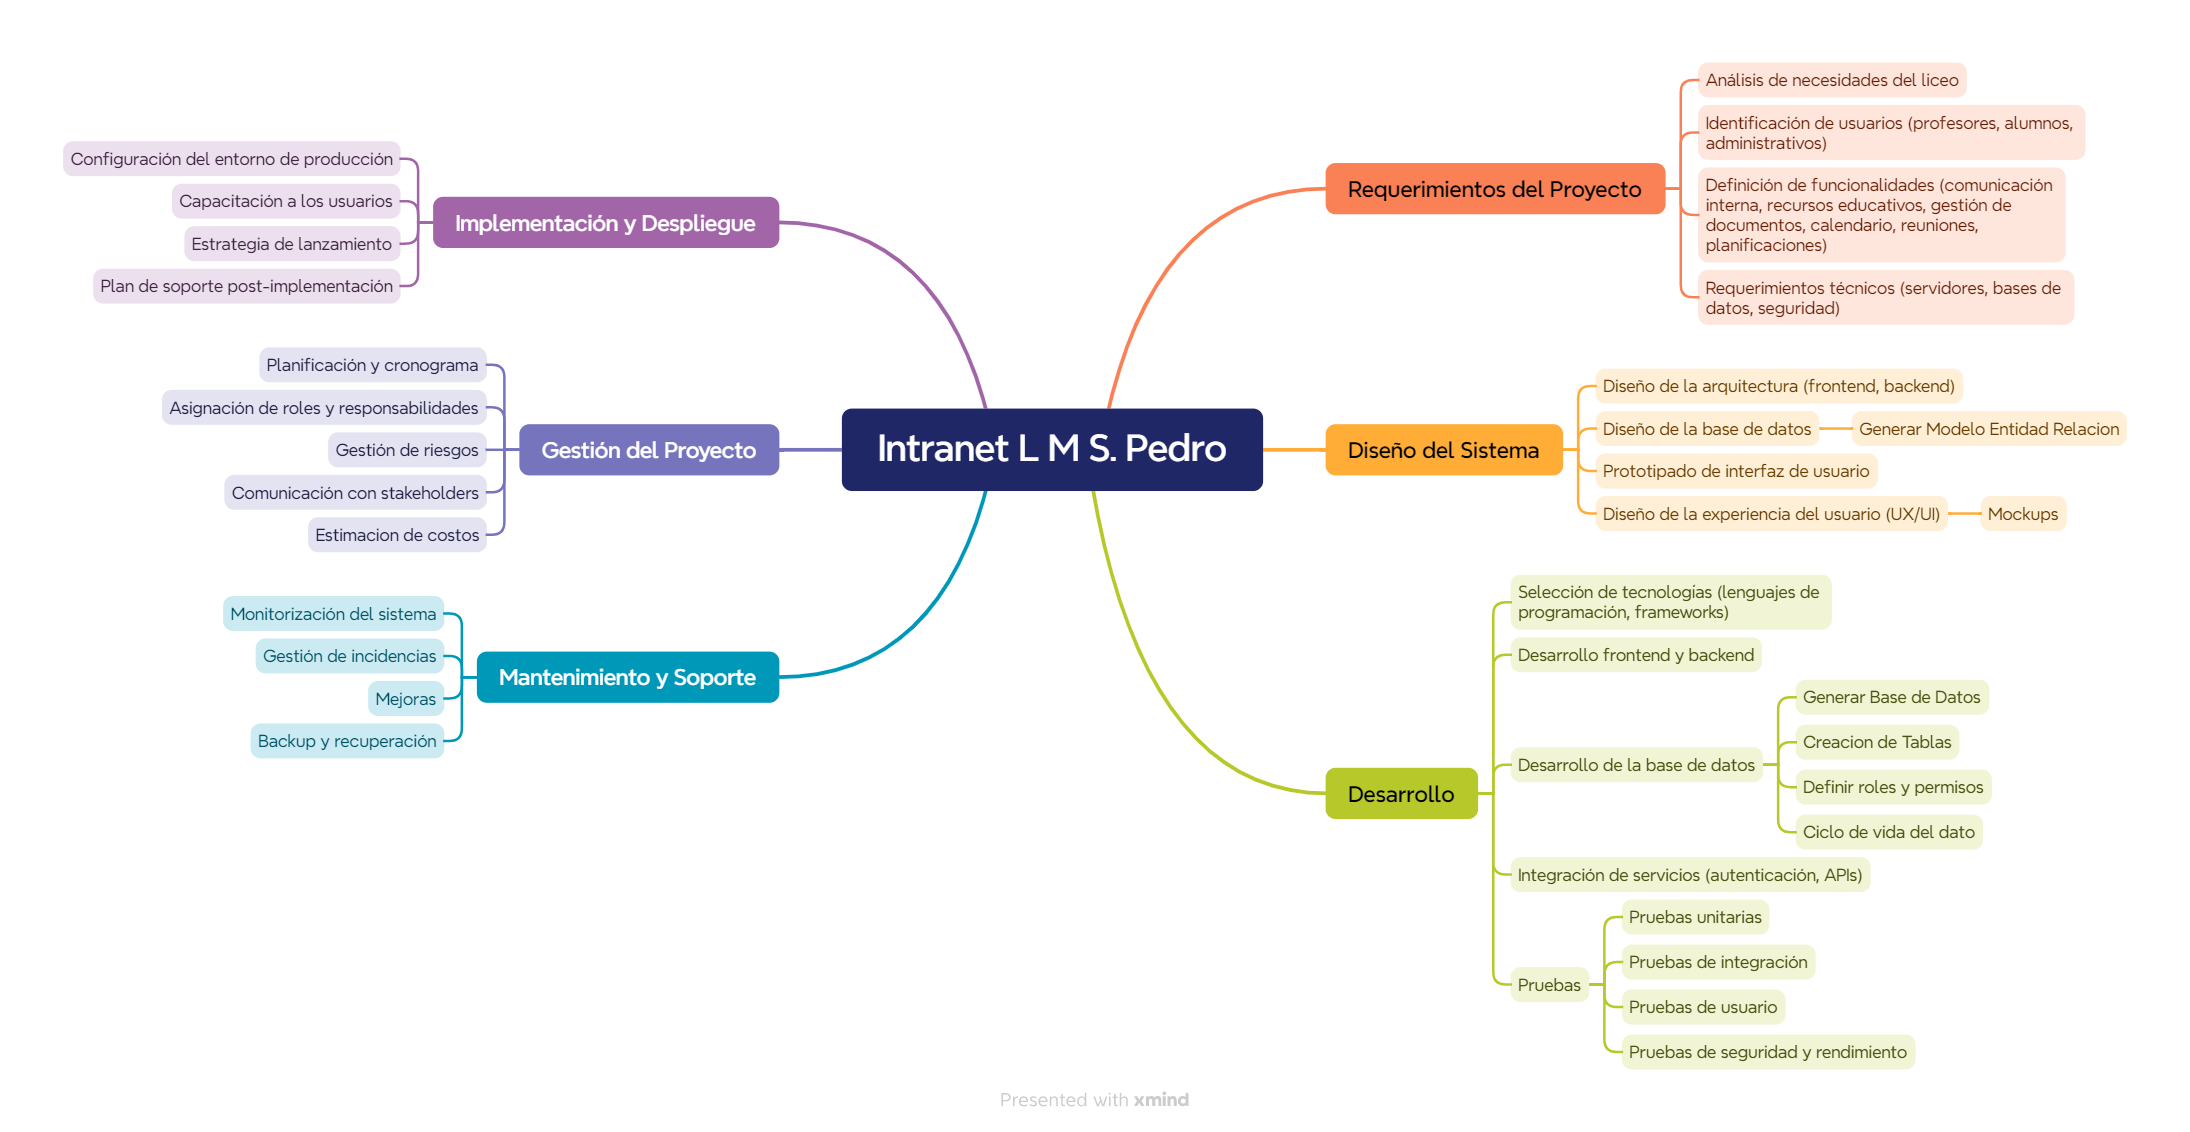 Intranet L M S. Pedro
Requerimientos del Proyecto
Análisis de necesidades del liceo
Identificación de usuarios (profesores, alumnos,
administrativos)
Definición de funcionalidades (comunicación
interna, recursos educativos, gestión de
documentos, calendario, reuniones,
planificaciones)
Requerimientos técnicos (servidores, bases de
datos, seguridad)
Diseño del Sistema
Diseño de la arquitectura (frontend, backend)
Diseño de la base de datos
Generar Modelo Entidad Relacion
Prototipado de interfaz de usuario
Diseño de la experiencia del usuario (UX/UI)
Mockups
Desarrollo
Selección de tecnologías (lenguajes de
programación, frameworks)
Desarrollo frontend y backend
Desarrollo de la base de datos
Generar Base de Datos
Creacion de Tablas
Definir roles y permisos
Ciclo de vida del dato
Integración de servicios (autenticación, APIs)
Pruebas
Pruebas unitarias
Pruebas de integración
Pruebas de usuario
Pruebas de seguridad y rendimiento
Implementación y Despliegue
Configuración del entorno de producción
Capacitación a los usuarios
Estrategia de lanzamiento
Plan de soporte post-implementación
Gestión del Proyecto
Planificación y cronograma
Asignación de roles y responsabilidades
Gestión de riesgos
Comunicación con stakeholders
Estimacion de costos
Mantenimiento y Soporte
Monitorización del sistema
Gestión de incidencias
Mejoras
Backup y recuperación
Presented with xmind